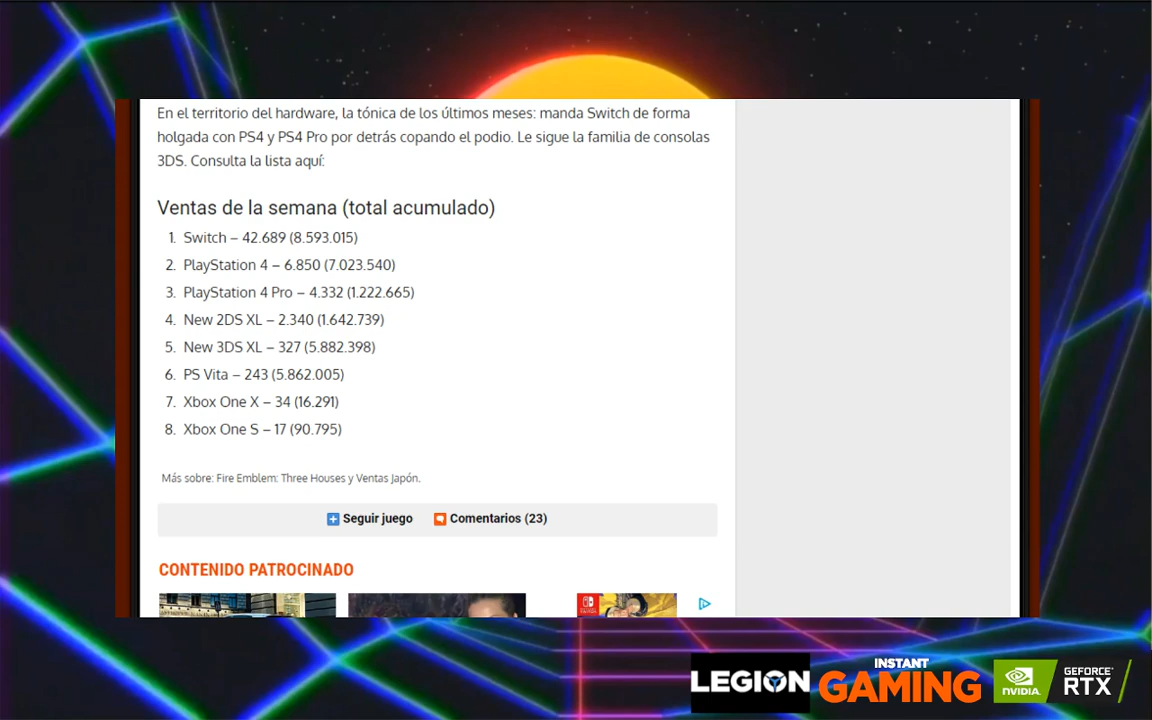 En el territorio del hardware, la tónica de los últimos meses: manda Switch de forma
holgada con PS4 y PS4 Pro por detrás copando el podio. Le sigue la familia de consolas
3DS. Consulta la lista aquí:
Ventas de la semana (total acumulado)
1. Switch – 42.689 (8.593.015)
2. PlayStation 4 – 6.850 (7.023.540)
3. PlayStation 4 Pro – 4.332 (1.222.665)
4. New 2DS XL – 2.340 (1.642.739)
5. New 3DS XL – 327 (5.882.398)
6. PS Vita – 243 (5.862.005)
7. Xbox One X – 34 (16.291)
8. Xbox One S – 17 (90.795)
Más sobre: Fire Emblem: Three Houses y Ventas Japón.
Seguir juego Comentarios (23)
CONTENIDO PATROCINADO
LEGION
INSTANT
GAMING
NVIDIA
GEFORCE
RTX